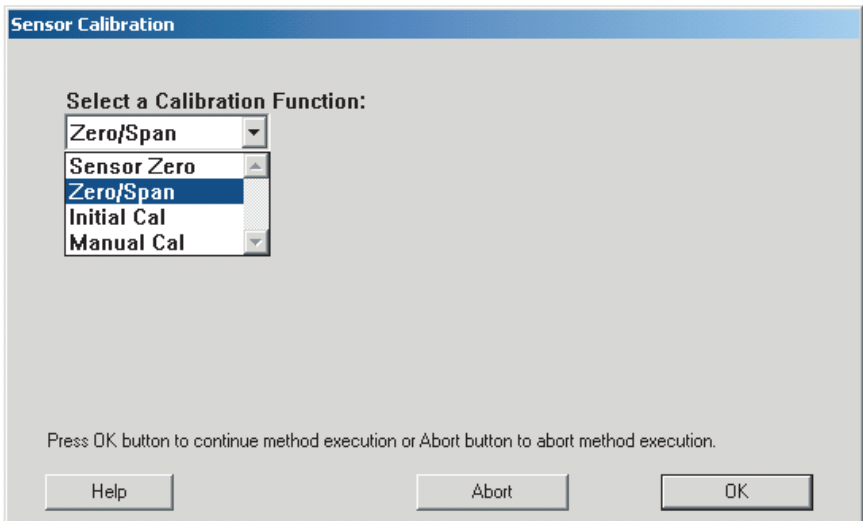 Sensor Calibration
Select a Calibration Function:
Zero/Span
Sensor Zero
Zero/Span
Initial Cal
Manual Cal
Press OK button to continue method execution or Abort button to abort method execution.
Help
Abort
OK